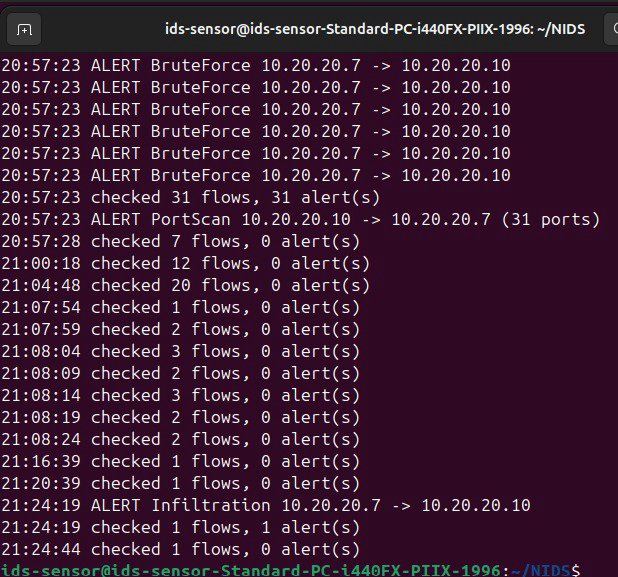 ids-sensor@ids-sensor-Standard-PC-i440FX-PIIX-1996: ~/NIDS
20:57:23 ALERT BruteForce 10.20.20.7 -> 10.20.20.10
20:57:23 ALERT BruteForce 10.20.20.7 -> 10.20.20.10
20:57:23 ALERT BruteForce 10.20.20.7 -> 10.20.20.10
20:57:23 ALERT BruteForce 10.20.20.7 -> 10.20.20.10
20:57:23 ALERT BruteForce 10.20.20.7 -> 10.20.20.10
20:57:23 ALERT BruteForce 10.20.20.7 -> 10.20.20.10
20:57:23 checked 31 flows, 31 alert(s)
20:57:23 ALERT PortScan 10.20.20.10 -> 10.20.20.7 (31 ports)
20:57:28 checked 7 flows, 0 alert(s)
21:00:18 checked 12 flows, 0 alert(s)
21:04:48 checked 20 flows, 0 alert(s)
21:07:54 checked 1 flows, 0 alert(s)
21:07:59 checked 2 flows, 0 alert(s)
21:08:04 checked 3 flows, 0 alert(s)
21:08:09 checked 2 flows, 0 alert(s)
21:08:14 checked 3 flows, 0 alert(s)
21:08:19 checked 2 flows, 0 alert(s)
21:08:24 checked 2 flows, 0 alert(s)
21:16:39 checked 1 flows, 0 alert(s)
21:20:39 checked 1 flows, 0 alert(s)
21:24:19 ALERT Infiltration 10.20.20.7 -> 10.20.20.10
21:24:19 checked 1 flows, 1 alert(s)
21:24:44 checked 1 flows, 0 alert(s)
ids-sensor@ids-sensor-Standard-PC-i440FX-PIIX-1996:~/NIDS$